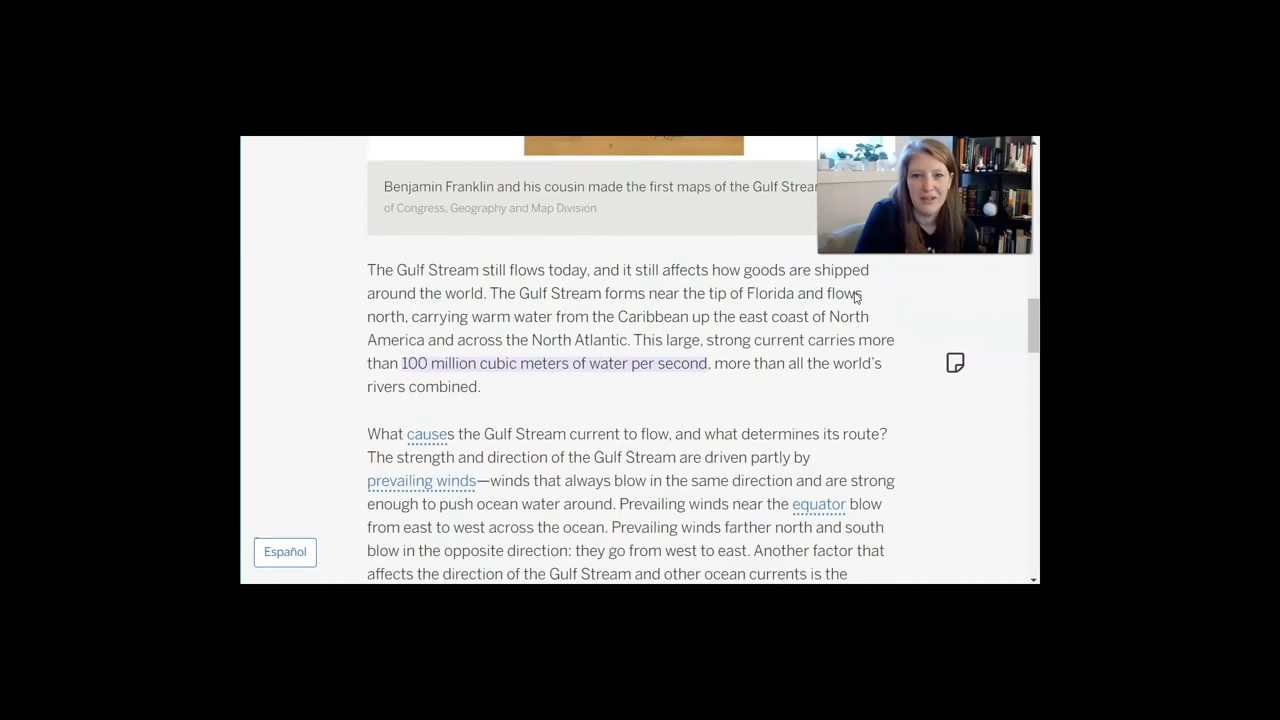 Benjamin Franklin and his cousin made the first maps of the Gulf
of Congress, Geography and Map Division
The Gulf Stream still flows today, and it still affects how goods are shipped
around the world. The Gulf Stream forms near the tip of Florida and flows
north, carrying warm water from the Caribbean up the east coast of North
America and across the North Atlantic. This large, strong current carries more
than 100 million cubic meters of water per second, more than all the world's
rivers combined.
What causes the Gulf Stream current to flow, and what determines its route?
The strength and direction of the Gulf Stream are driven partly by
prevailing winds—winds that always blow in the same direction and are strong
enough to push ocean water around. Prevailing winds near the equator blow
from east to west across the ocean. Prevailing winds farther north and south
blow in the opposite direction: they go from west to east. Another factor that
affects the direction of the Gulf Stream and other ocean currents is the
Español